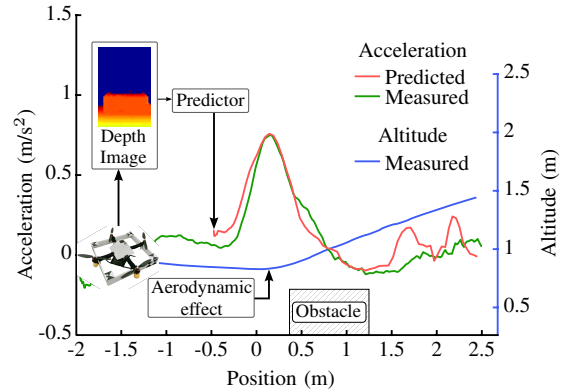 1.5
1
0.5
0
-0.5
Acceleration (m/s²)
-2
-1.5
-1
-0.5
0
0.5
1
1.5
2
2.5
Position (m)
2.5
2
1.5
1
0.5
Altitude (m)
Depth
Image
Predictor
Acceleration
Predicted
Measured
Altitude
Measured
Aerodynamic
effect
Obstacle